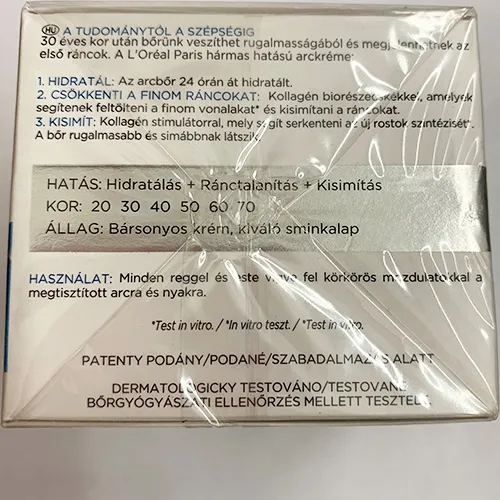 HU A TUDOMÁNYTÓL A SZÉPSÉGIG
30 éves kor után bőrünk veszíthet rugalmasságából és megjelenhetnek az
első ráncok. A L'Oréal Paris hármas hatású arckréme:
1. HIDRATÁL: Az arcbőr 24 órán át hidratált.
2. CSÖKKENTI A FINOM RÁNCOKAT: Kollagén biorészecskékkel, amelyek
segítenek feltölteni a finom vonalakat* és kisimítani a ráncokat.
3. KISIMÍT: Kollagén stimulátorral, mely segít serkenteni az új rostok szintézisét*.
A bőr rugalmasabb és simábbnak látszik.
HATÁS: Hidratálás + Ránctalanítás + Kisimítás
KOR: 20 30 40 50 60 70
ÁLLAG: Bársonyos krém, kiváló sminkalap
HASZNÁLAT: Minden reggel és este vigye fel körkörös mozdulatokkal a
megtisztított arcra és nyakra.
*Test in vitro. / *In vitro teszt. / *Test in vitro.
PATENTY PODÁNY/PODANÉ/SZABADALMAZÁS ALATT
DERMATOLOGICKY TESTOVÁNO/TESTOVANÉ
BŐRGYÓGYÁSZATI ELLENŐRZÉS MELLETT TESZTELT.